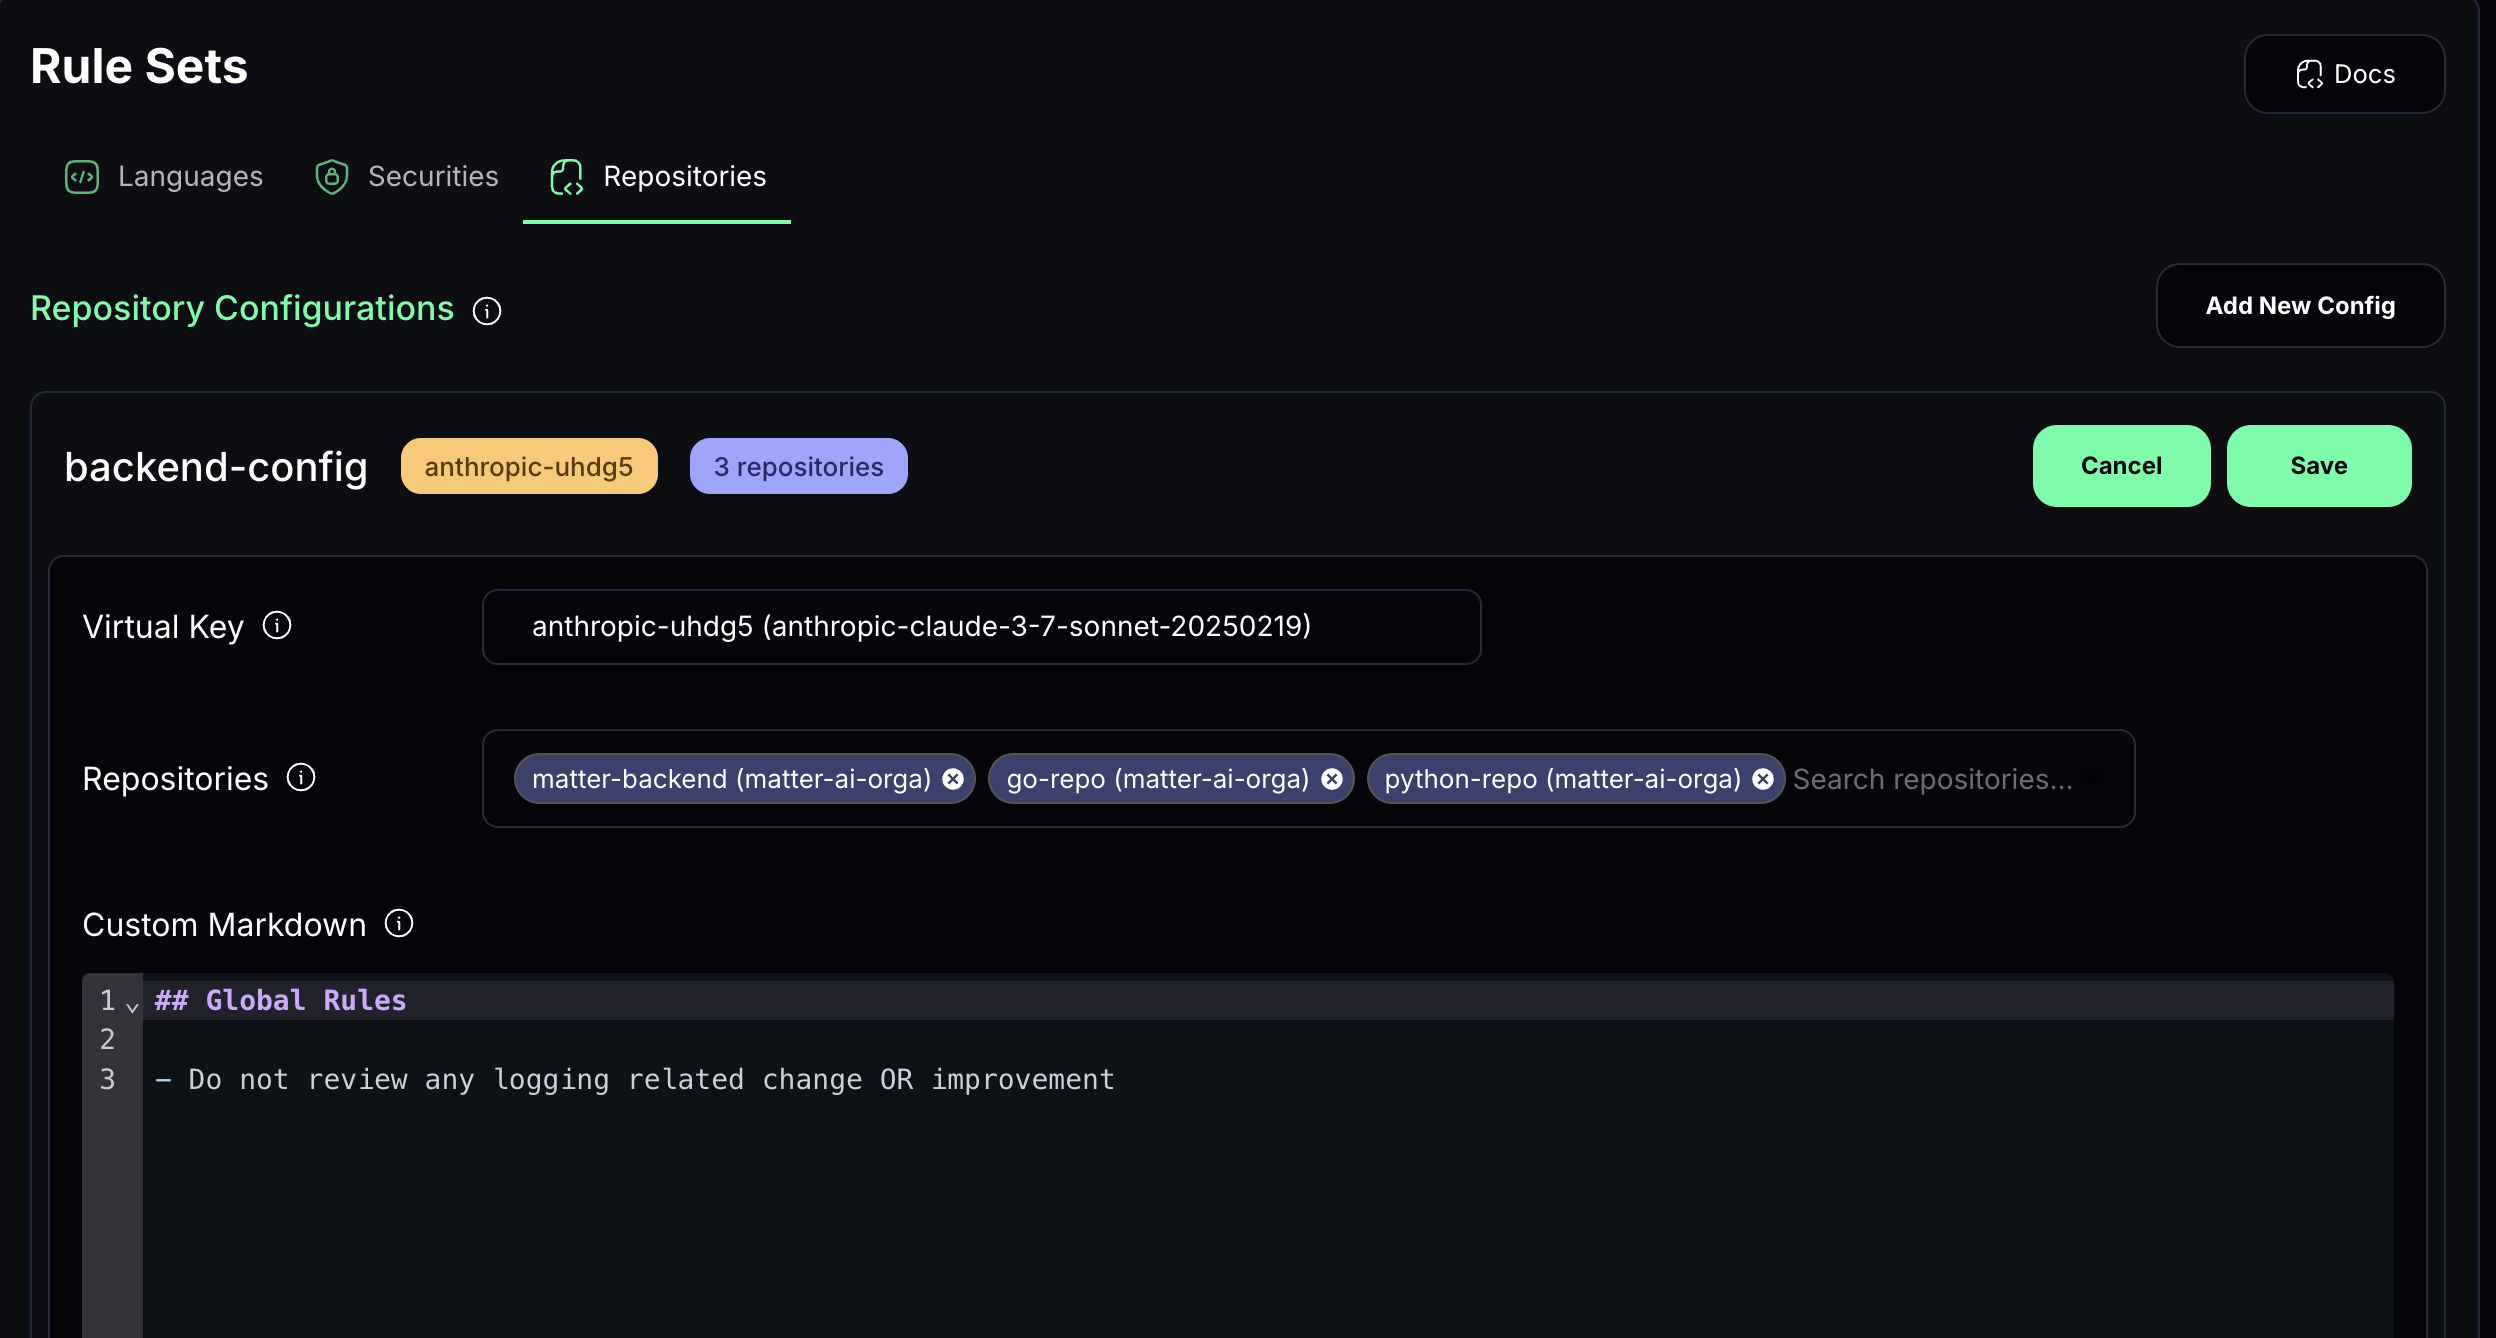 Rule Sets
Docs
Languages Securities Repositories
Repository Configurations
Add New Config
backend-config anthropic-uhdg5 3 repositories Cancel Save
Virtual Key anthropic-uhdg5 (anthropic-claude-3-7-sonnet-20250219)
Repositories matter-backend (matter-ai-orga) go-repo (matter-ai-orga) python-repo (matter-ai-orga) Search repositories...
Custom Markdown
1 ## Global Rules
2
3 - Do not review any logging related change OR improvement